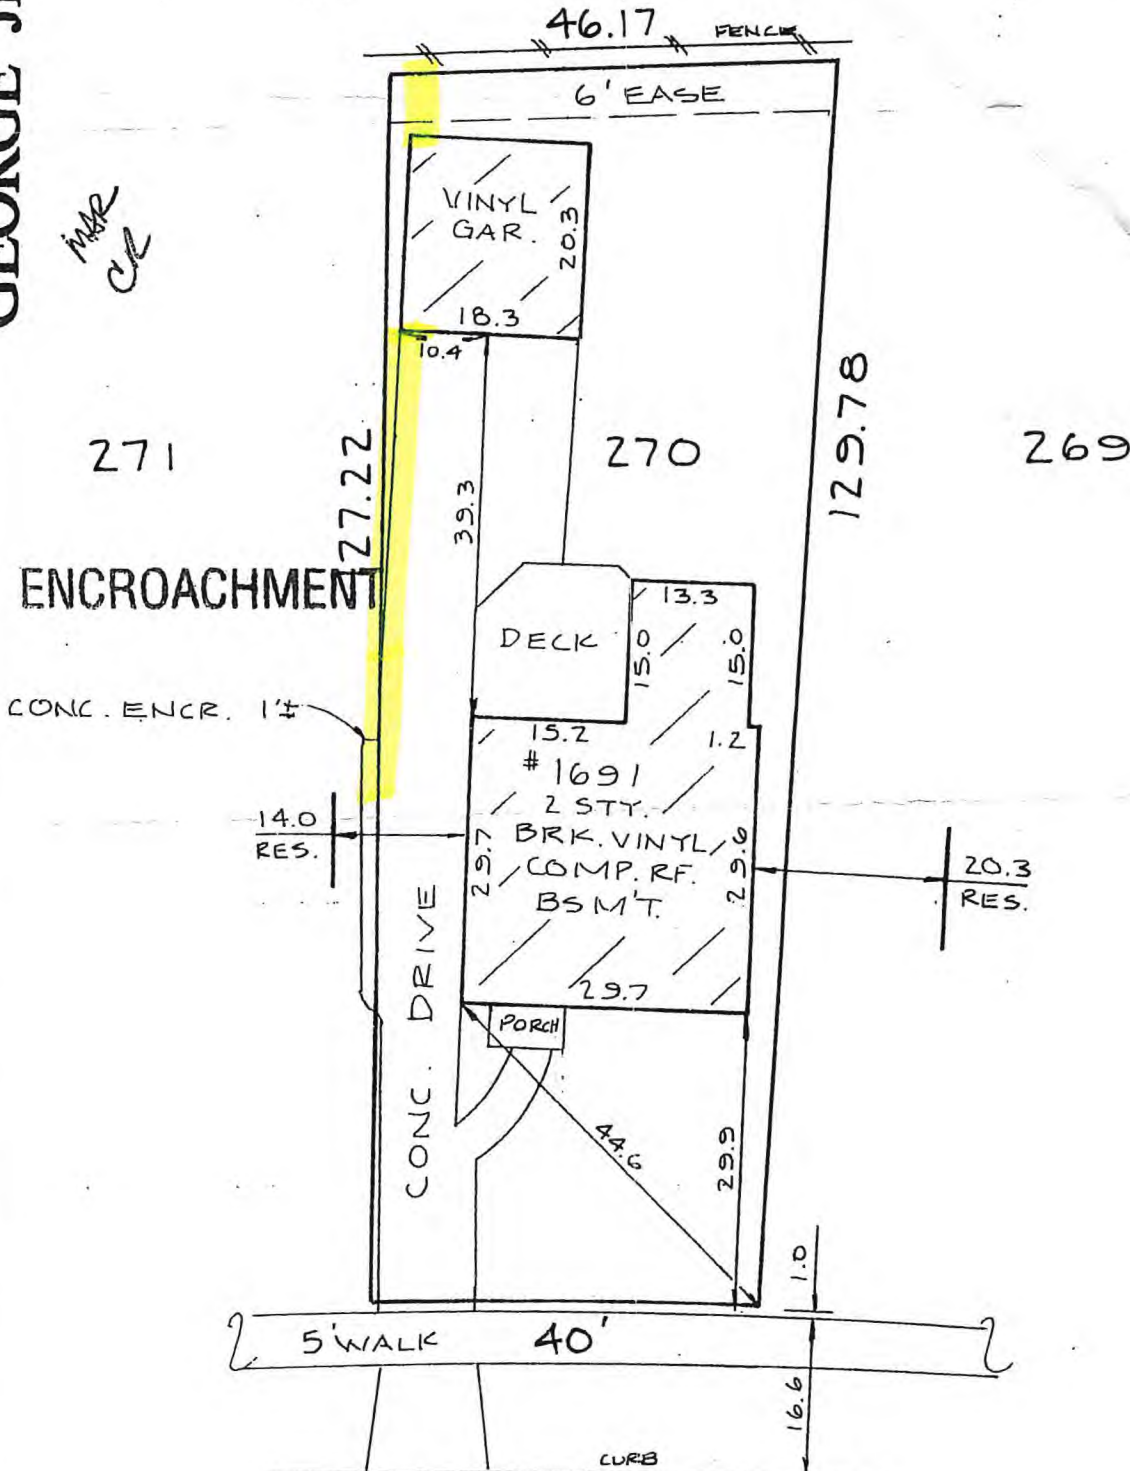 46.17
FENCE
6' EASE
VINYL
GAR.
20.3
18.3
10.4
271
127.22
39.3
270
129.78
269
ENCROACHMENT
DECK
13.3
15.0
15.0
CONC. ENCR. 1'±
15.2
1.2
# 1691
2 STY.
BRK. VINYL
COMP. RF.
BSM'T.
14.0
RES.
29.7
29.6
20.3
RES.
29.7
CONC. DRIVE
PORCH
44.6
29.9
1.0
5' WALK
40'
16.6
CURB
GEORGE